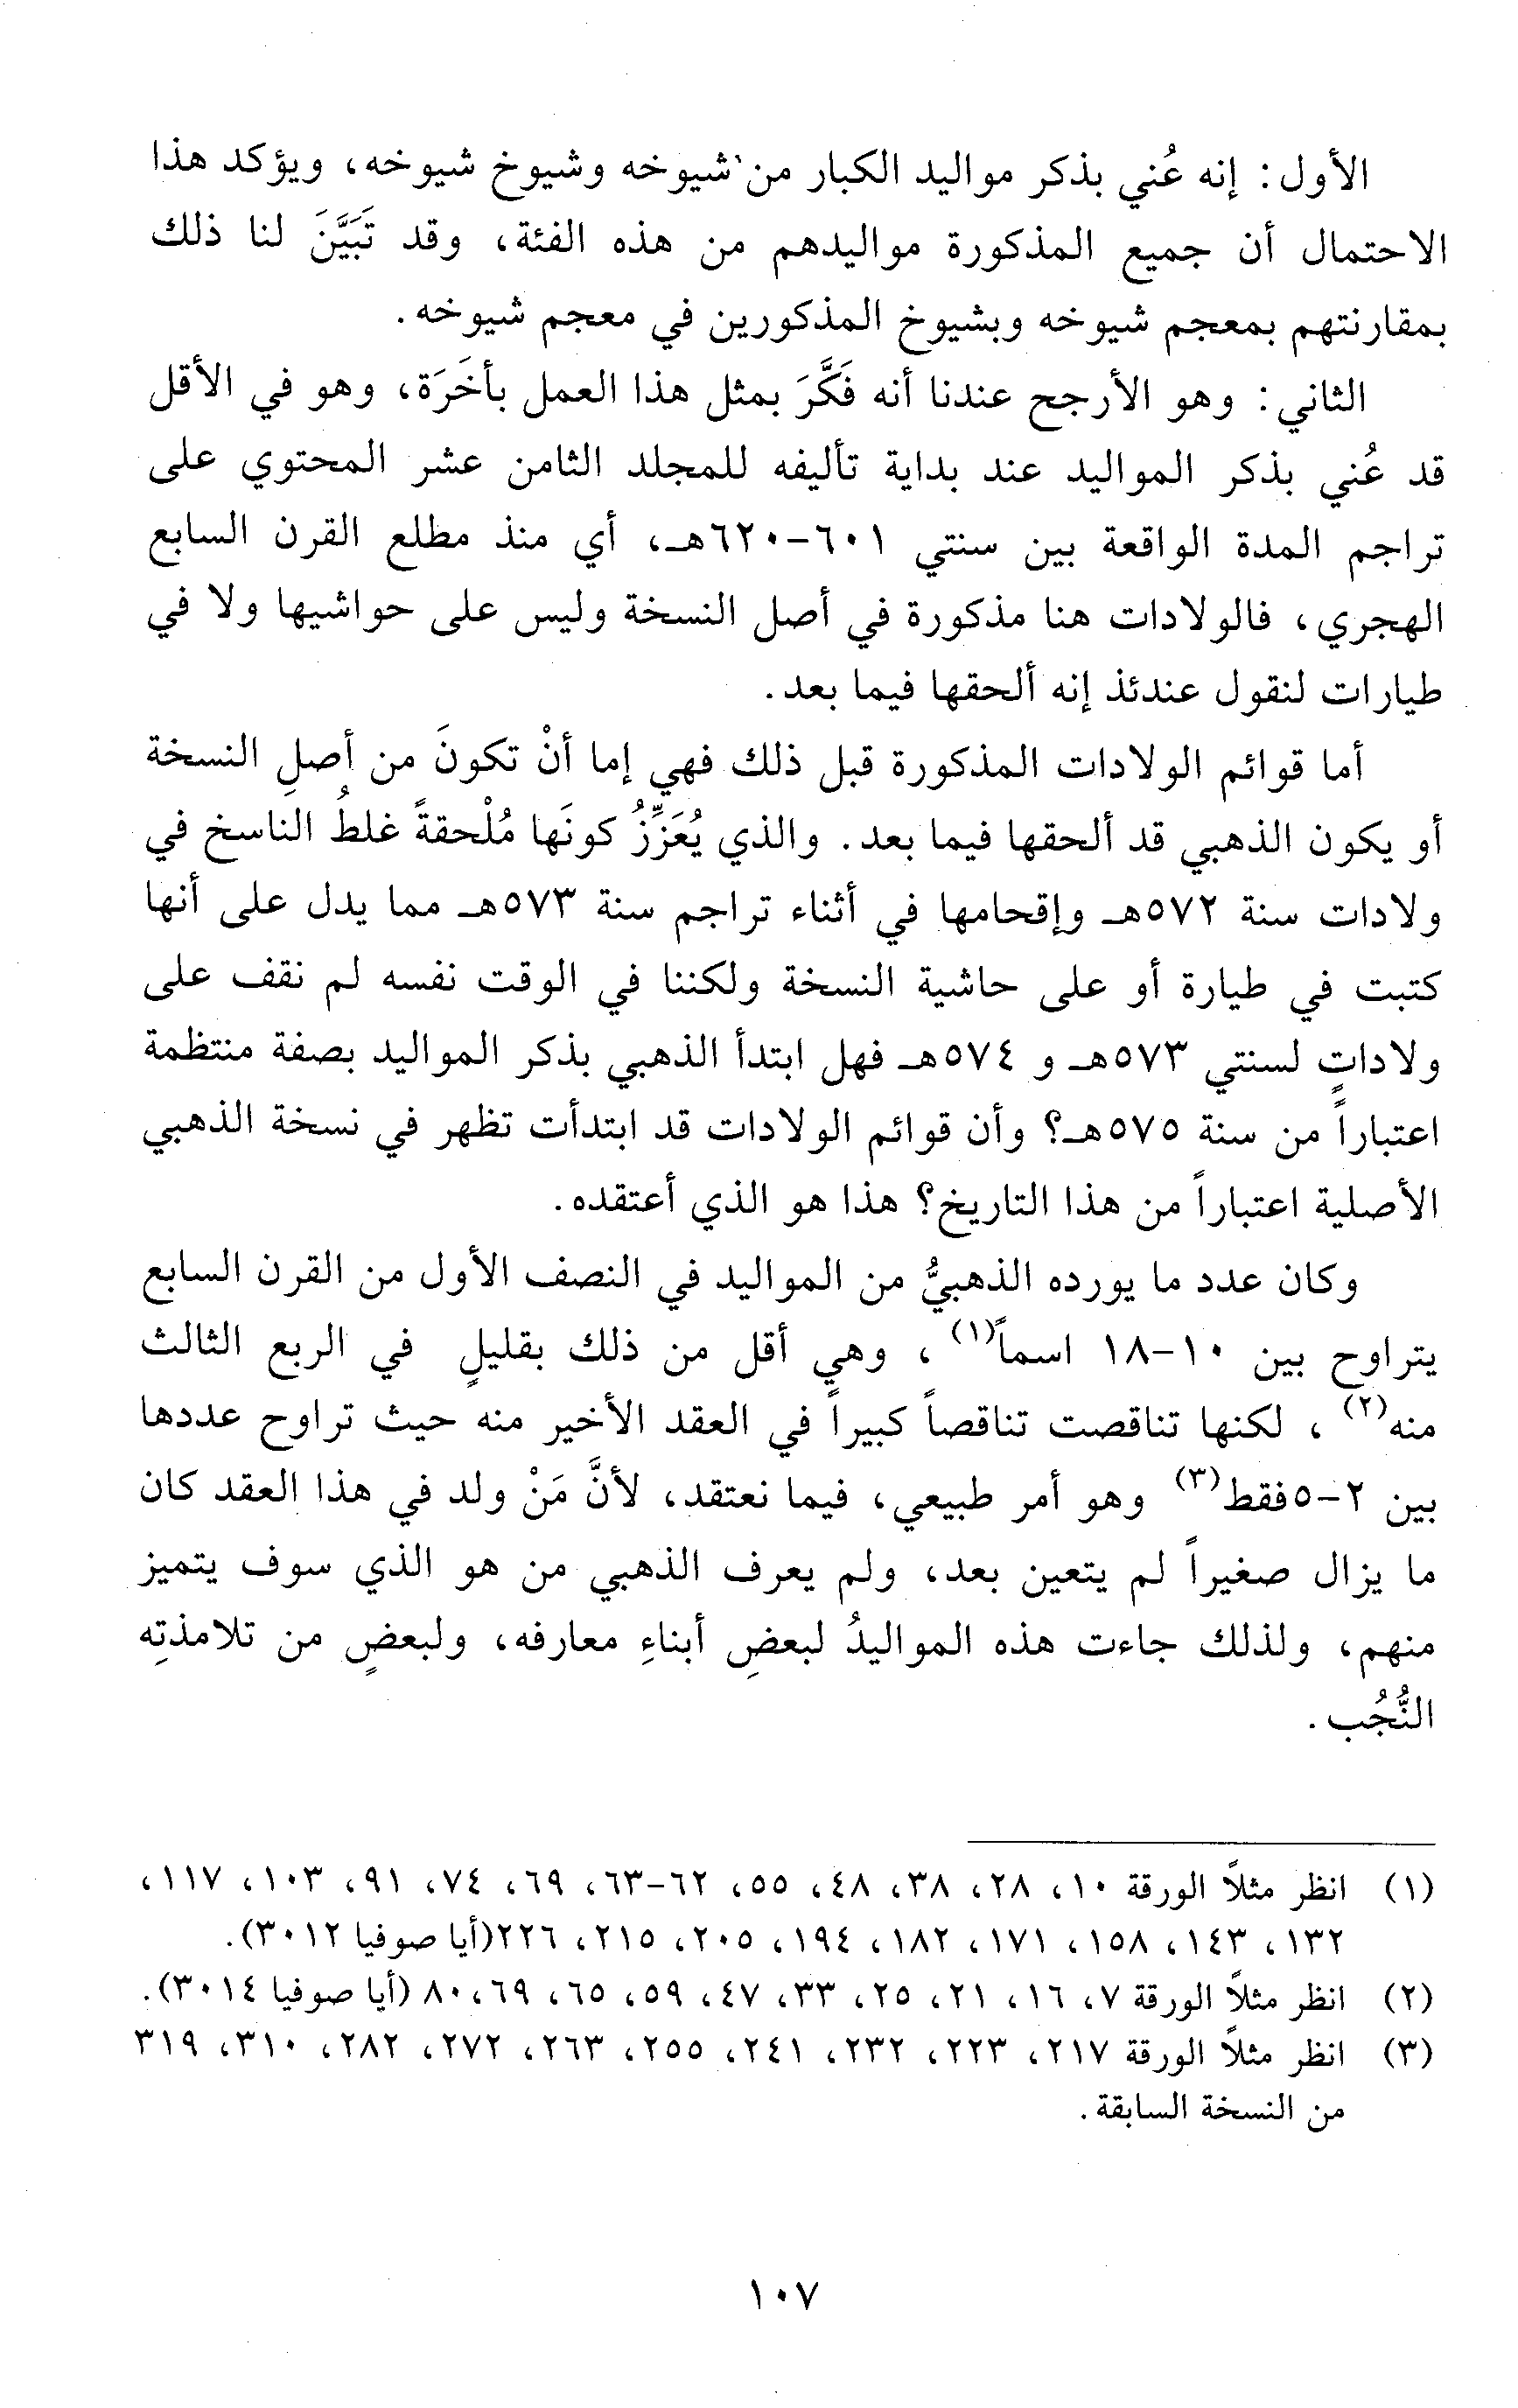 الأول: إنه عُني بذكر مواليد الكبار من شيوخه وشيوخ شيوخه، ويؤكد هذا
الاحتمال أن جميع المذكورة مواليدهم من هذه الفئة، وقد تَبَيَّنَ لنا ذلك
بمقارنتهم بمعجم شيوخه وبشيوخ المذكورين في معجم شيوخه.
الثاني: وهو الأرجح عندنا أنه فَكَّرَ بمثل هذا العمل بأخَرَة، وهو في الأقل
قد عُني بذكر المواليد عند بداية تأليفه للمجلد الثامن عشر المحتوي على
تراجم المدة الواقعة بين سنتي ٦٠١-٦٢٠هـ، أي منذ مطلع القرن السابع
الهجري، فالولادات هنا مذكورة في أصل النسخة وليس على حواشيها ولا في
طيارات لنقول عندئذ إنه ألحقها فيما بعد.
أما قوائم الولادات المذكورة قبل ذلك فهي إما أنْ تكونَ من أصلِ النسخة
أو يكون الذهبي قد ألحقها فيما بعد. والذي يُعَزِّزُ كونَها مُلْحقةً غلطُ الناسخ في
ولادات سنة ٥٧٢هـ وإقحامها في أثناء تراجم سنة ٥٧٣هـ مما يدل على أنها
كتبت في طيارة أو على حاشية النسخة ولكننا في الوقت نفسه لم نقف على
ولاداتٍ لسنتي ٥٧٣هـ و ٥٧٤هـ فهل ابتدأ الذهبي بذكر المواليد بصفة منتظمة
اعتباراً من سنة ٥٧٥هـ؟ وأن قوائم الولادات قد ابتدأت تظهر في نسخة الذهبي
الأصلية اعتباراً من هذا التاريخ؟ هذا هو الذي أعتقده.
وكان عدد ما يورده الذهبيُّ من المواليد في النصف الأول من القرن السابع
يتراوح بين ١٠-١٨ اسماً(١)، وهي أقل من ذلك بقليلٍ في الربع الثالث
منه(٢)، لكنها تناقصت تناقصاً كبيراً في العقد الأخير منه حيث تراوح عددها
بين ٢-٥فقط(٣) وهو أمر طبيعي، فيما نعتقد، لأنَّ مَنْ ولد في هذا العقد كان
ما يزال صغيراً لم يتعين بعد، ولم يعرف الذهبي من هو الذي سوف يتميز
منهم، ولذلك جاءت هذه المواليدُ لبعضِ أبناءِ معارفه، ولبعضٍ من تلامذتِه
النُّجُب.
(١) انظر مثلاً الورقة ١٠، ٢٨، ٣٨، ٤٨، ٥٥، ٦٢-٦٣، ٦٩، ٧٤، ٩١، ١٠٣، ١١٧،
١٣٢، ١٤٣، ١٥٨، ١٧١، ١٨٢، ١٩٤، ٢٠٥، ٢١٥، ٢٢٦(أيا صوفيا ٣٠١٢).
(٢) انظر مثلاً الورقة ٧، ١٦، ٢١، ٢٥، ٣٣، ٤٧، ٥٩، ٦٥، ٦٩، ٨٠ (أيا صوفيا ٣٠١٤).
(٣) انظر مثلاً الورقة ٢١٧، ٢٢٣، ٢٣٢، ٢٤١، ٢٥٥، ٢٦٣، ٢٧٢، ٢٨٢، ٣١٠، ٣١٩
من النسخة السابقة.
١٠٧